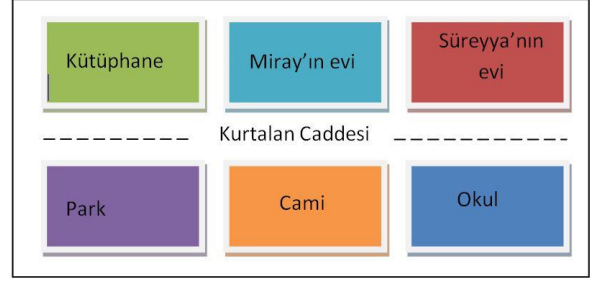 Kütüphane
Miray'ın evi
Süreyya'nın
evi
Kurtalan Caddesi
Park
Cami
Okul